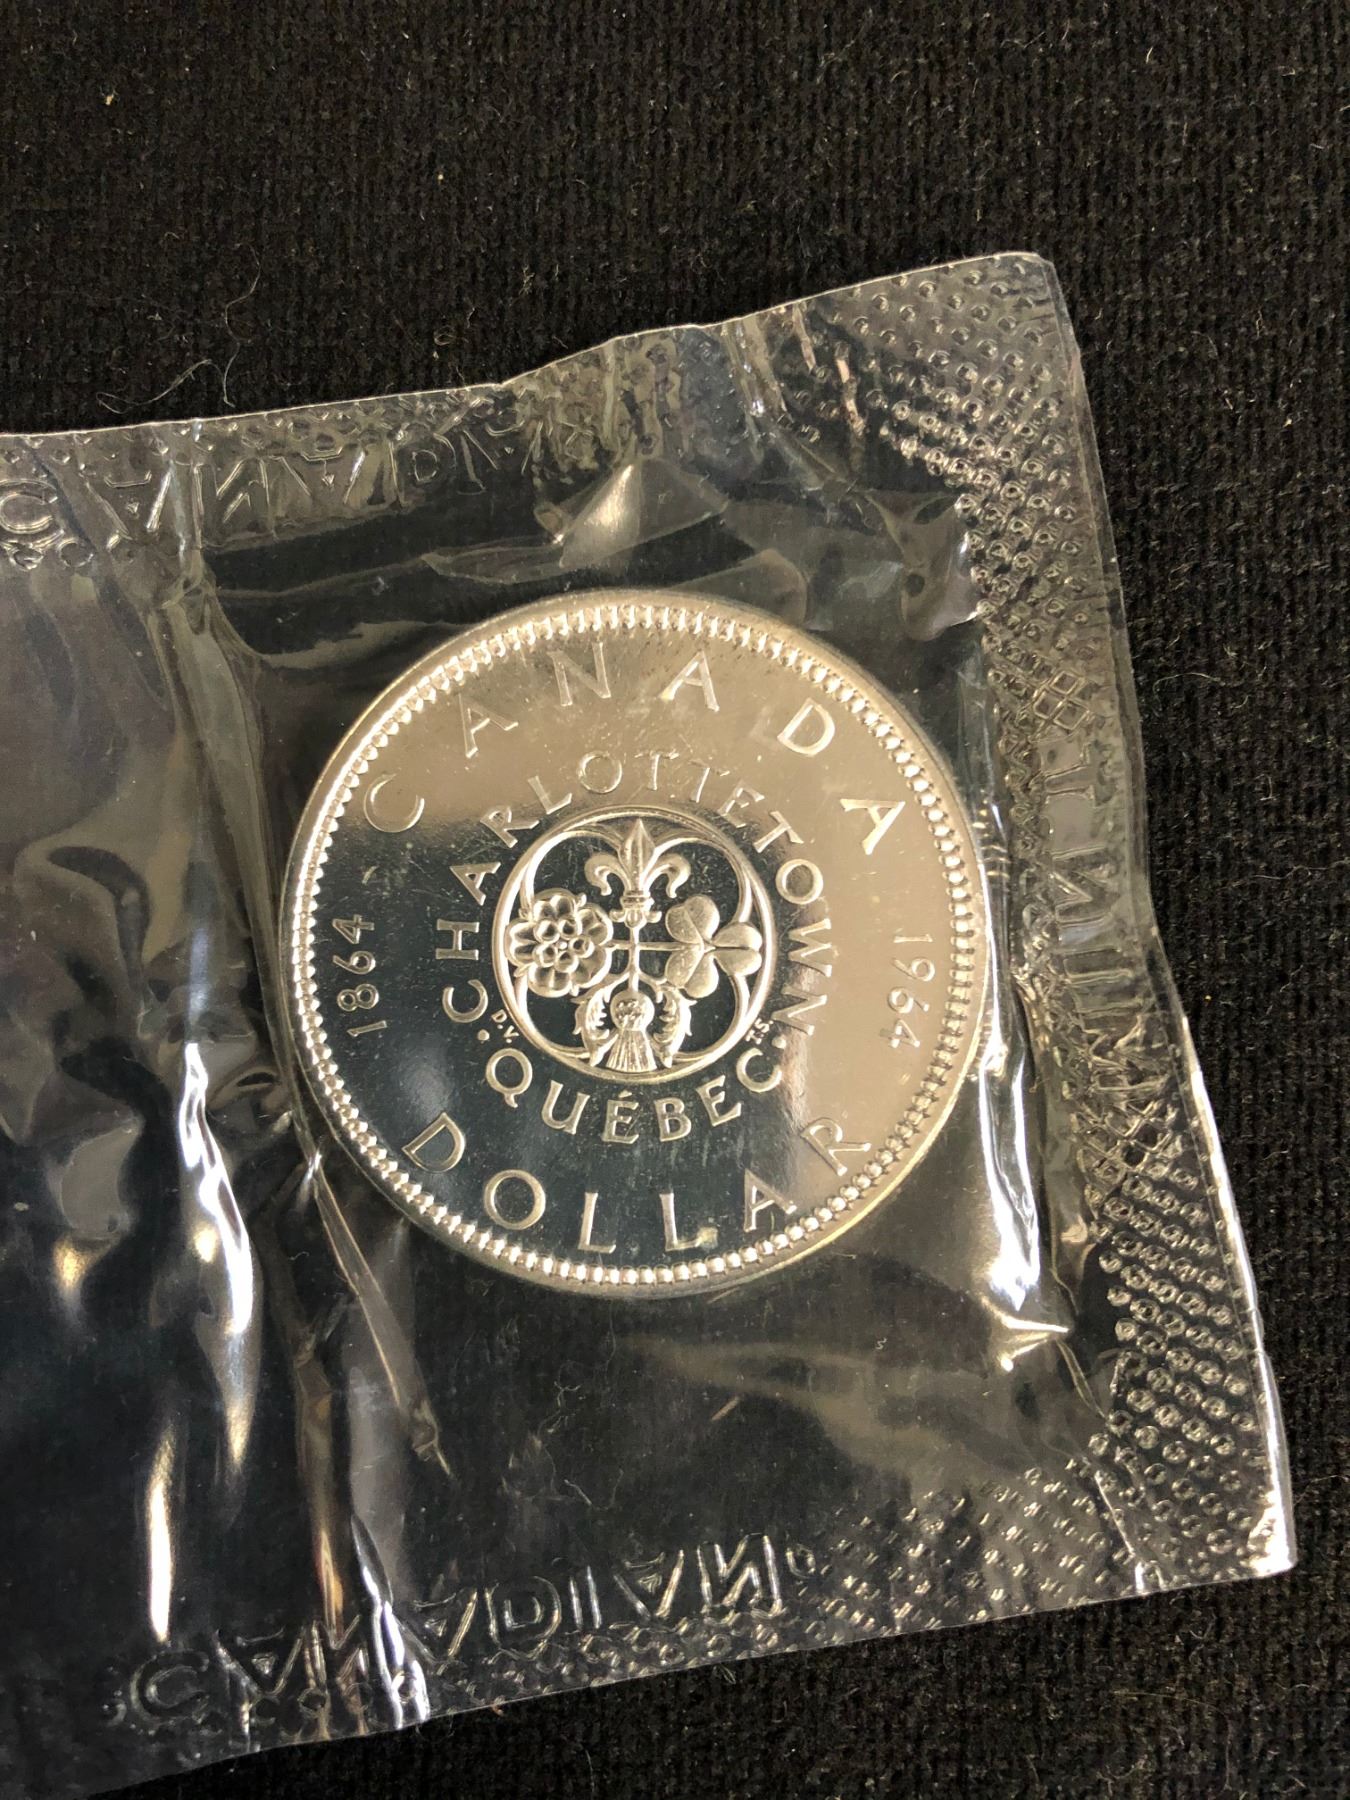 CANADA
CHARLOTTETOWN
1864
1964
D.V.
T.S.
·QUÉBEC·
DOLLAR
CANADIAN